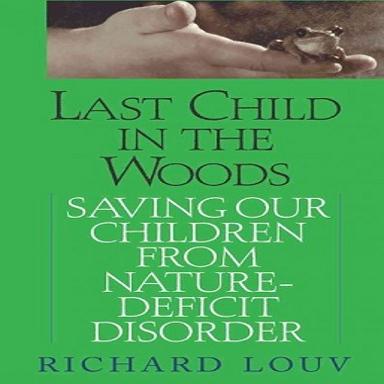 LAST CHILD
IN THE
WOODS
SAVING OUR
CHILDREN
FROM
NATURE-
DEFICIT
DISORDER
RICHARD LOUV